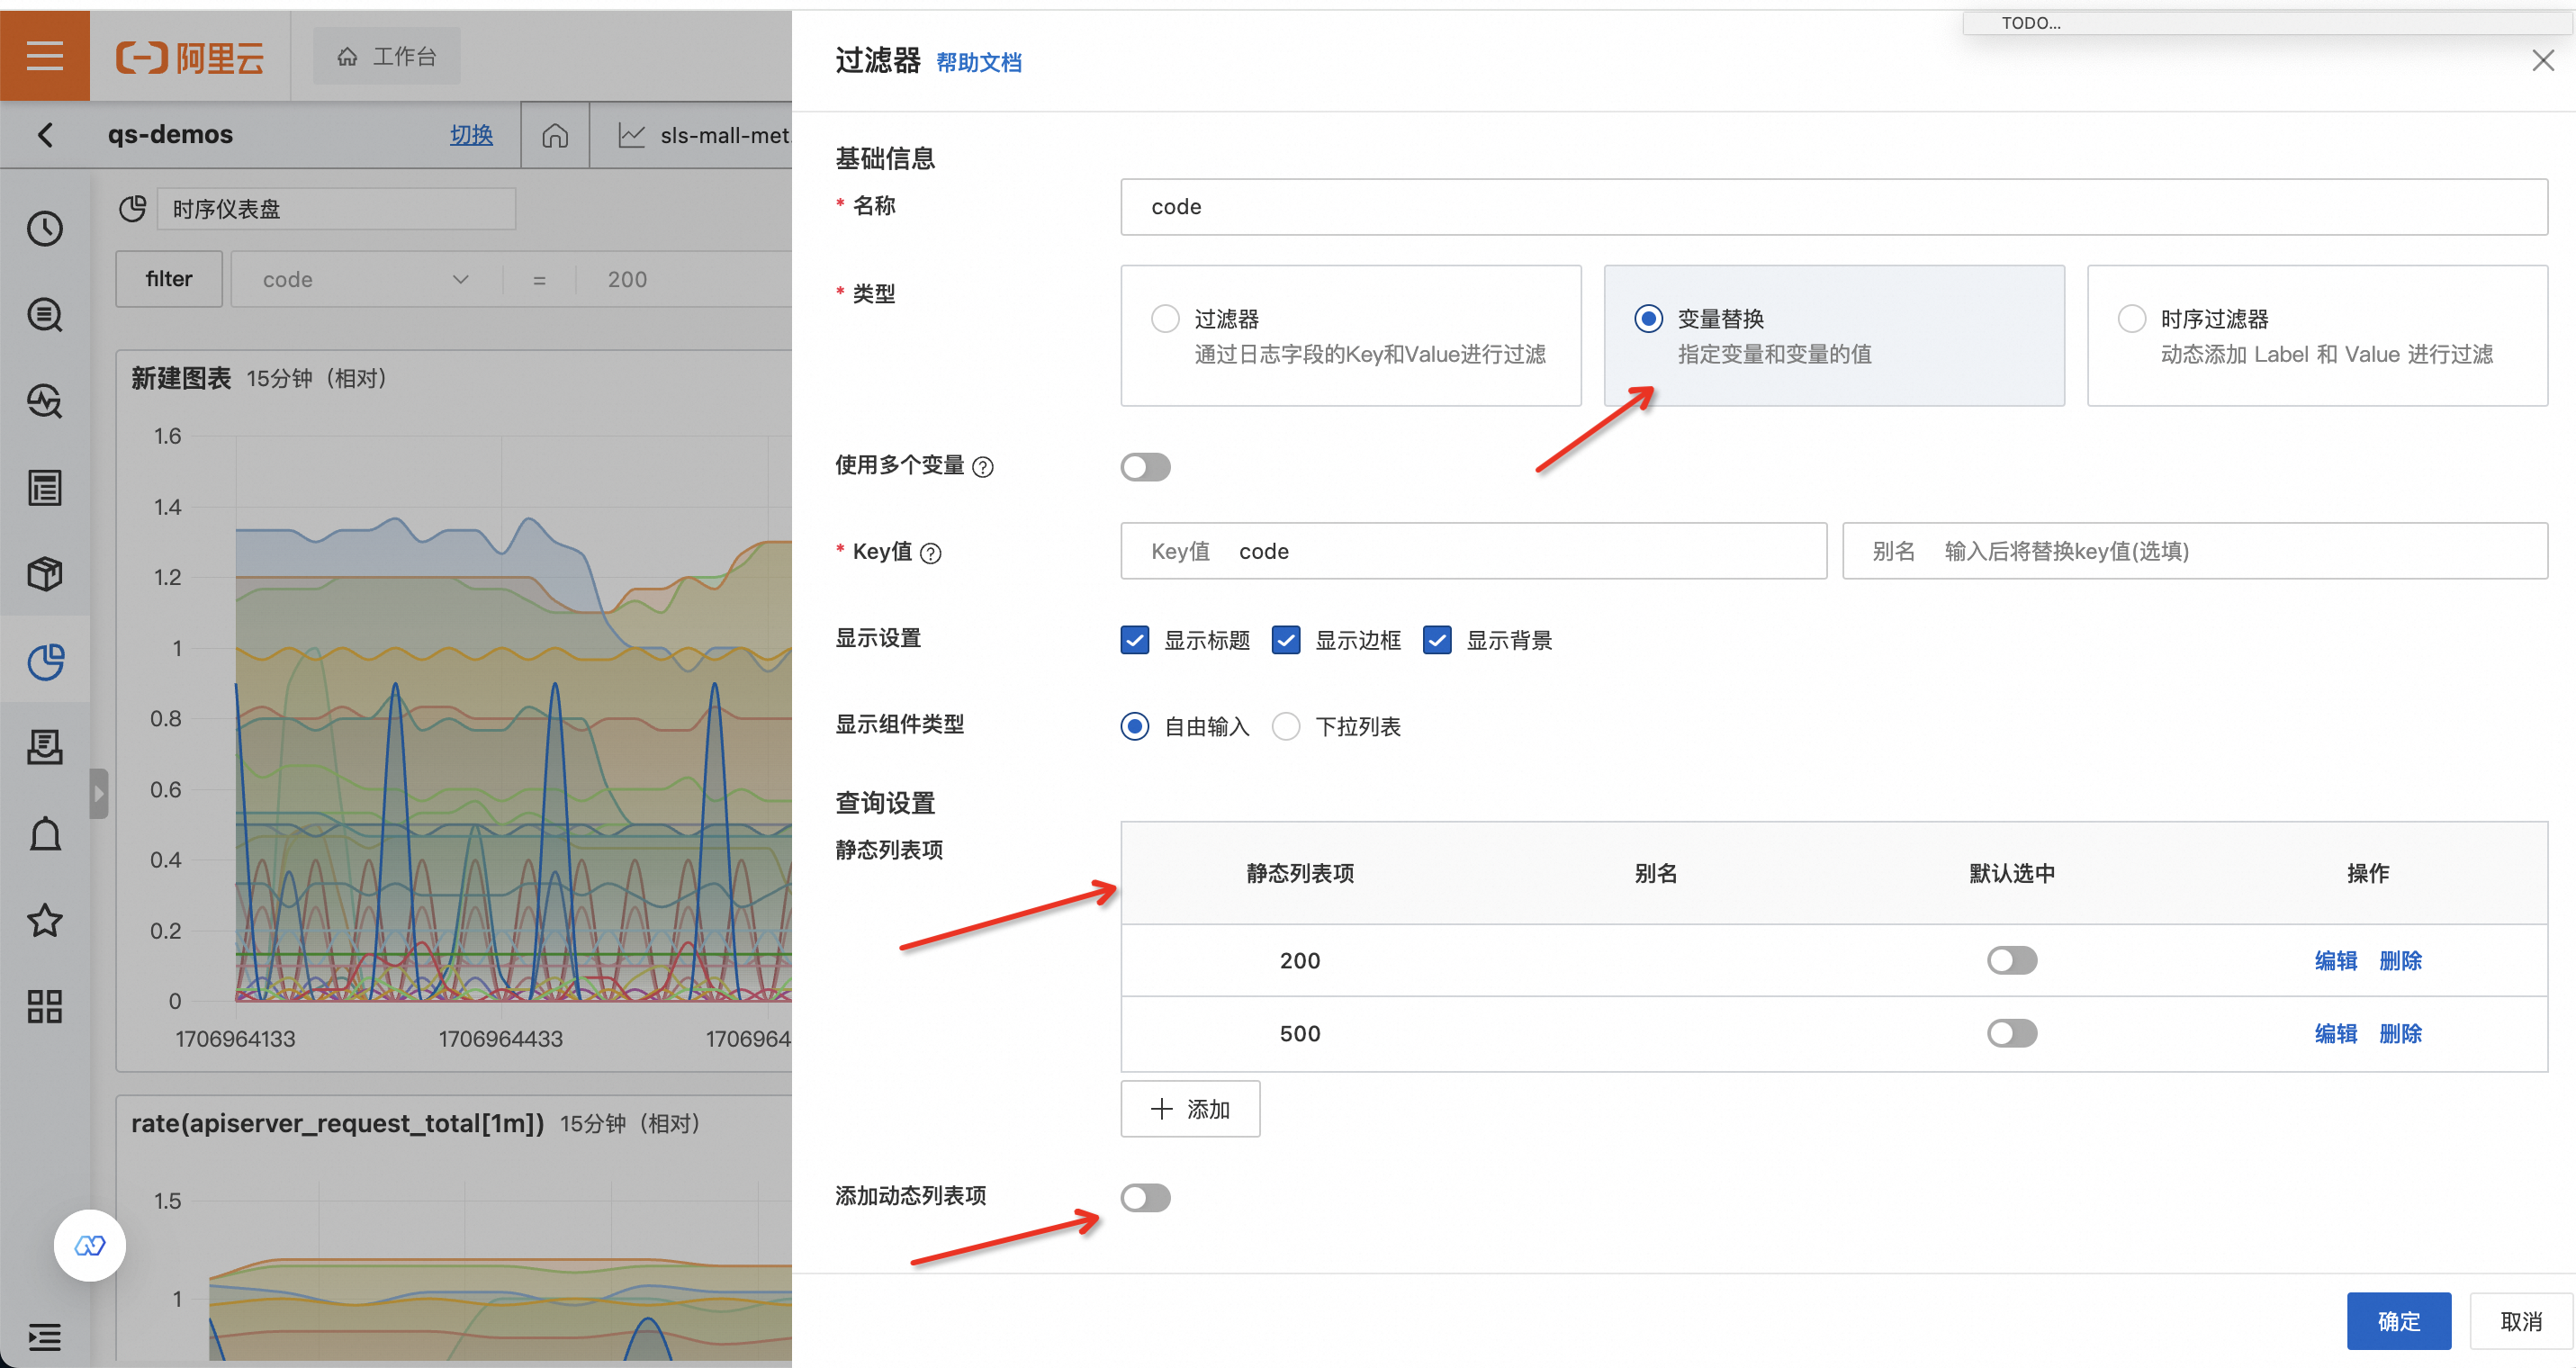 TODO...
阿里云
工作台
过滤器 帮助文档
qs-demos 切换 sls-mall-met.
时序仪表盘
filter code = 200
新建图表 15分钟（相对）
1.6
1.4
1.2
1
0.8
0.6
0.4
0.2
0
1706964133 1706964433 1706964
rate(apiserver_request_total[1m]) 15分钟（相对）
1.5
1
基础信息
* 名称 code
* 类型
过滤器
通过日志字段的Key和Value进行过滤
变量替换
指定变量和变量的值
时序过滤器
动态添加 Label 和 Value 进行过滤
使用多个变量 ?
* Key值 ? Key值 code 别名 输入后将替换key值(选填)
显示设置 显示标题 显示边框 显示背景
显示组件类型 自由输入 下拉列表
查询设置
静态列表项
静态列表项 别名 默认选中 操作
200 编辑 删除
500 编辑 删除
添加
添加动态列表项
确定 取消